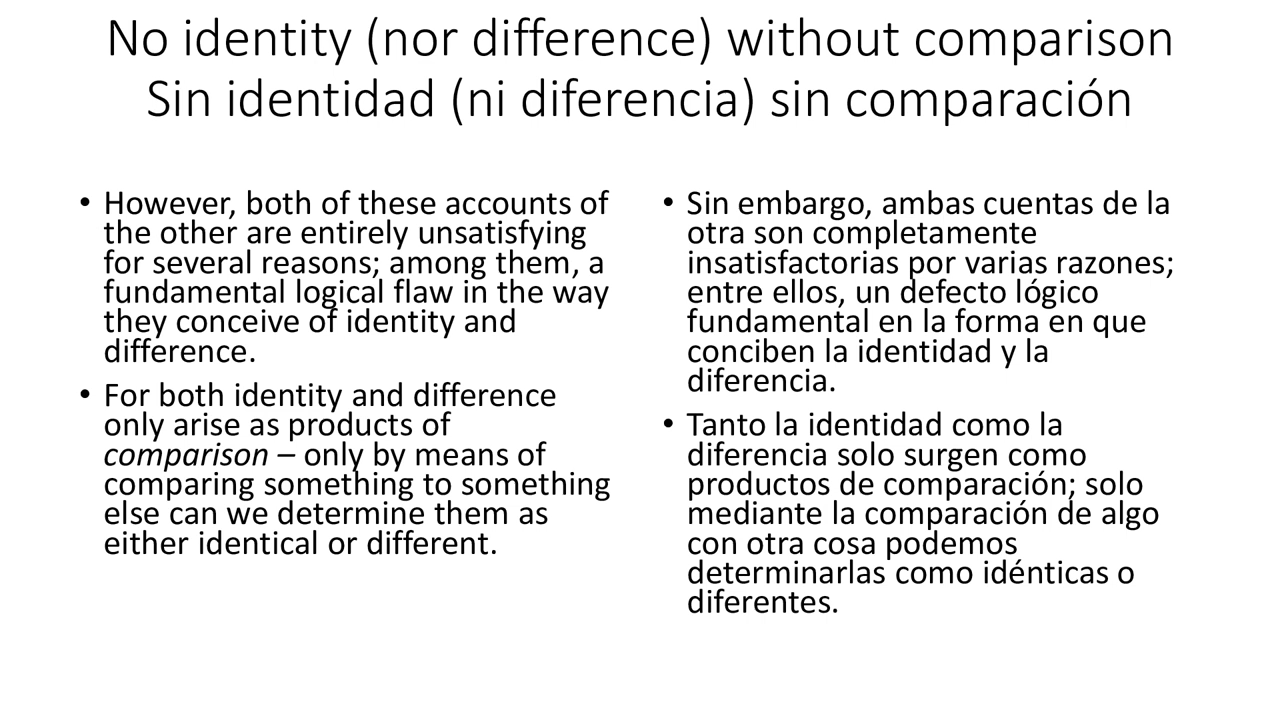 No identity (nor difference) without comparison
Sin identidad (ni diferencia) sin comparación
• However, both of these accounts of
the other are entirely unsatisfying
for several reasons; among them, a
fundamental logical flaw in the way
they conceive of identity and
difference.
• For both identity and difference
only arise as products of
comparison – only by means of
comparing something to something
else can we determine them as
either identical or different.
• Sin embargo, ambas cuentas de la
otra son completamente
insatisfactorias por varias razones;
entre ellos, un defecto lógico
fundamental en la forma en que
conciben la identidad y la
diferencia.
• Tanto la identidad como la
diferencia solo surgen como
productos de comparación; solo
mediante la comparación de algo
con otra cosa podemos
determinarlas como idénticas o
diferentes.